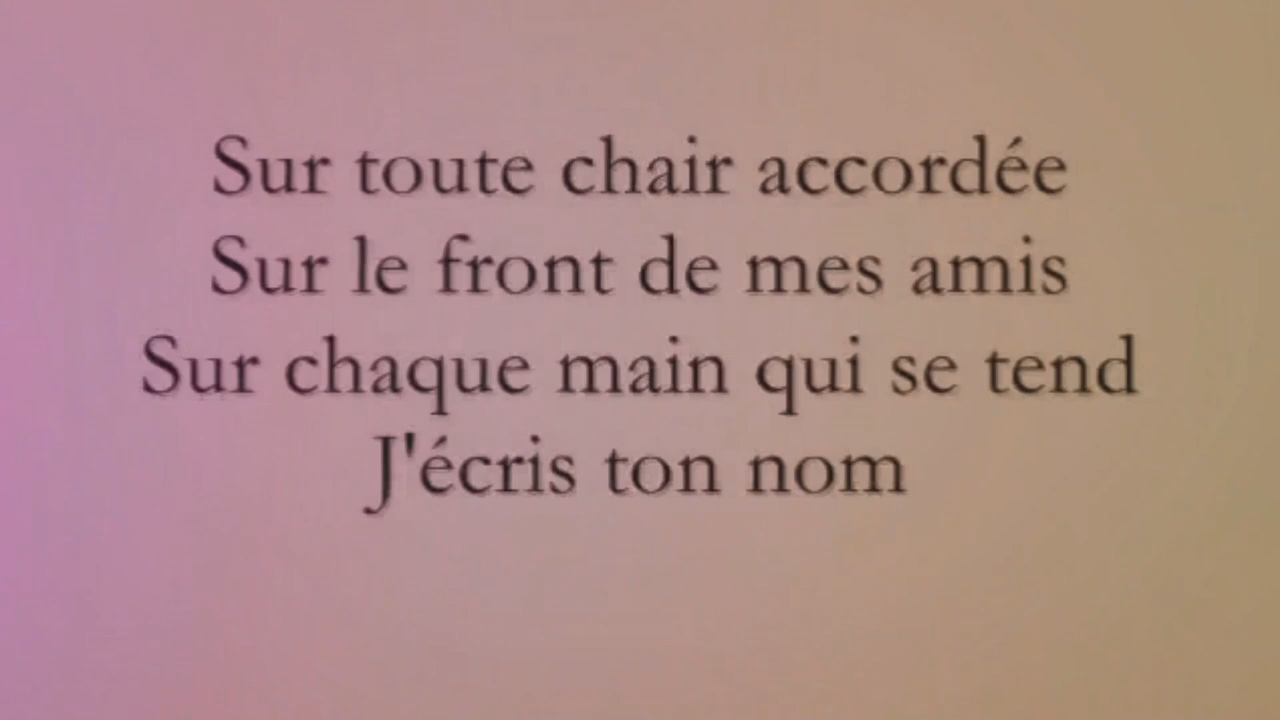 Sur toute chair accordée
Sur le front de mes amis
Sur chaque main qui se tend
J'écris ton nom